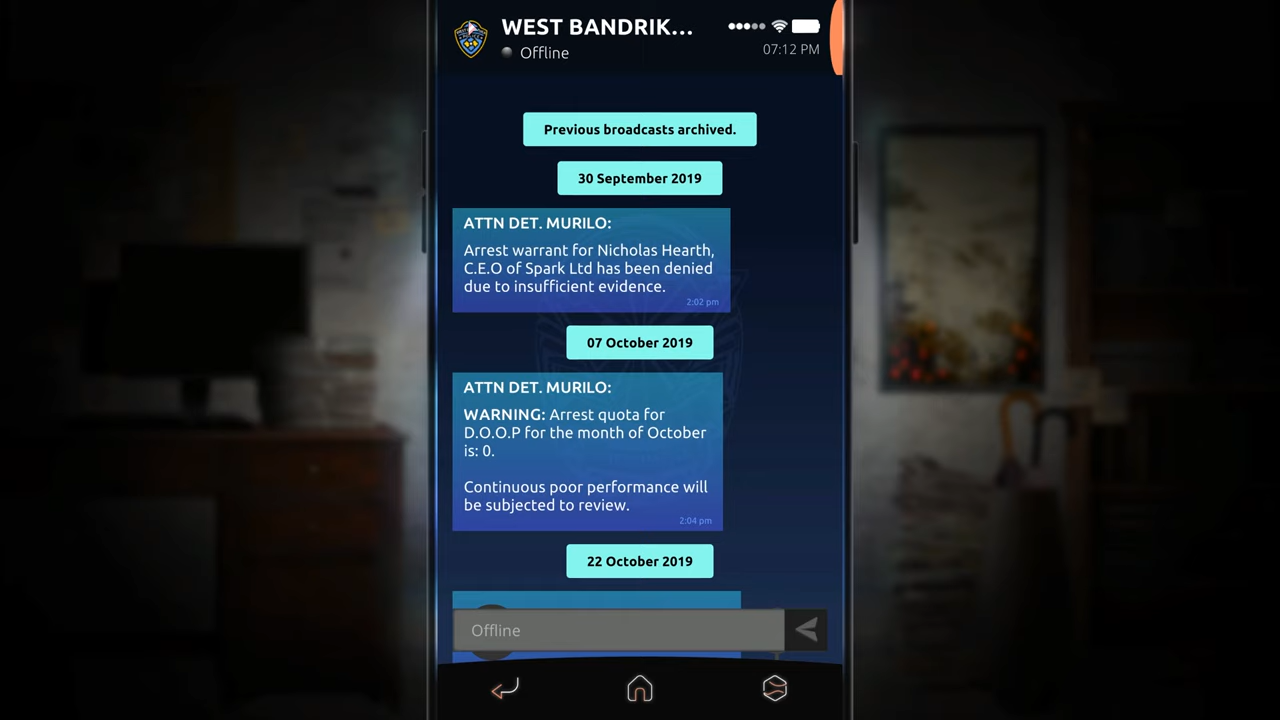 WEST BANDRIK...
Offline
07:12 PM
Previous broadcasts archived.
30 September 2019
ATTN DET. MURILO:
Arrest warrant for Nicholas Hearth,
C.E.O of Spark Ltd has been denied
due to insufficient evidence.
2:02 pm
07 October 2019
ATTN DET. MURILO:
WARNING: Arrest quota for
D.O.O.P for the month of October
is: 0.
Continuous poor performance will
be subjected to review.
2:04 pm
22 October 2019
Offline